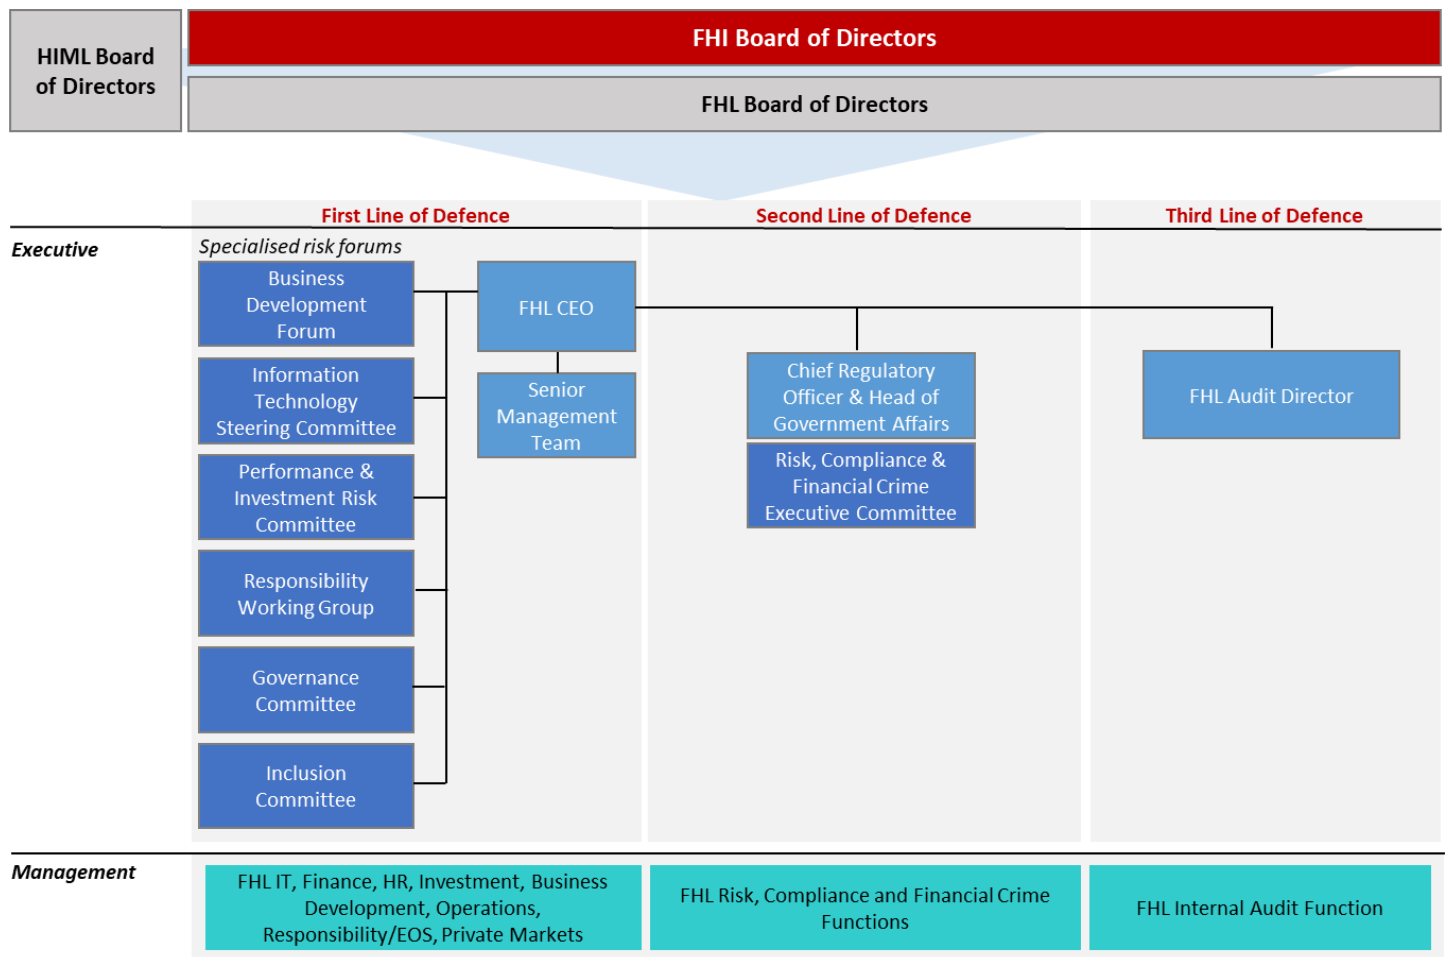 HIML Board
of Directors
FHI Board of Directors
FHL Board of Directors
First Line of Defence
Second Line of Defence
Third Line of Defence
Executive
Specialised risk forums
Business
Development
Forum
Information
Technology
Steering Committee
Performance &
Investment Risk
Committee
Responsibility
Working Group
Governance
Committee
Inclusion
Committee
FHL CEO
Senior
Management
Team
Chief Regulatory
Officer & Head of
Government Affairs
Risk, Compliance &
Financial Crime
Executive Committee
FHL Audit Director
Management
FHL IT, Finance, HR, Investment, Business
Development, Operations,
Responsibility/EOS, Private Markets
FHL Risk, Compliance and Financial Crime
Functions
FHL Internal Audit Function